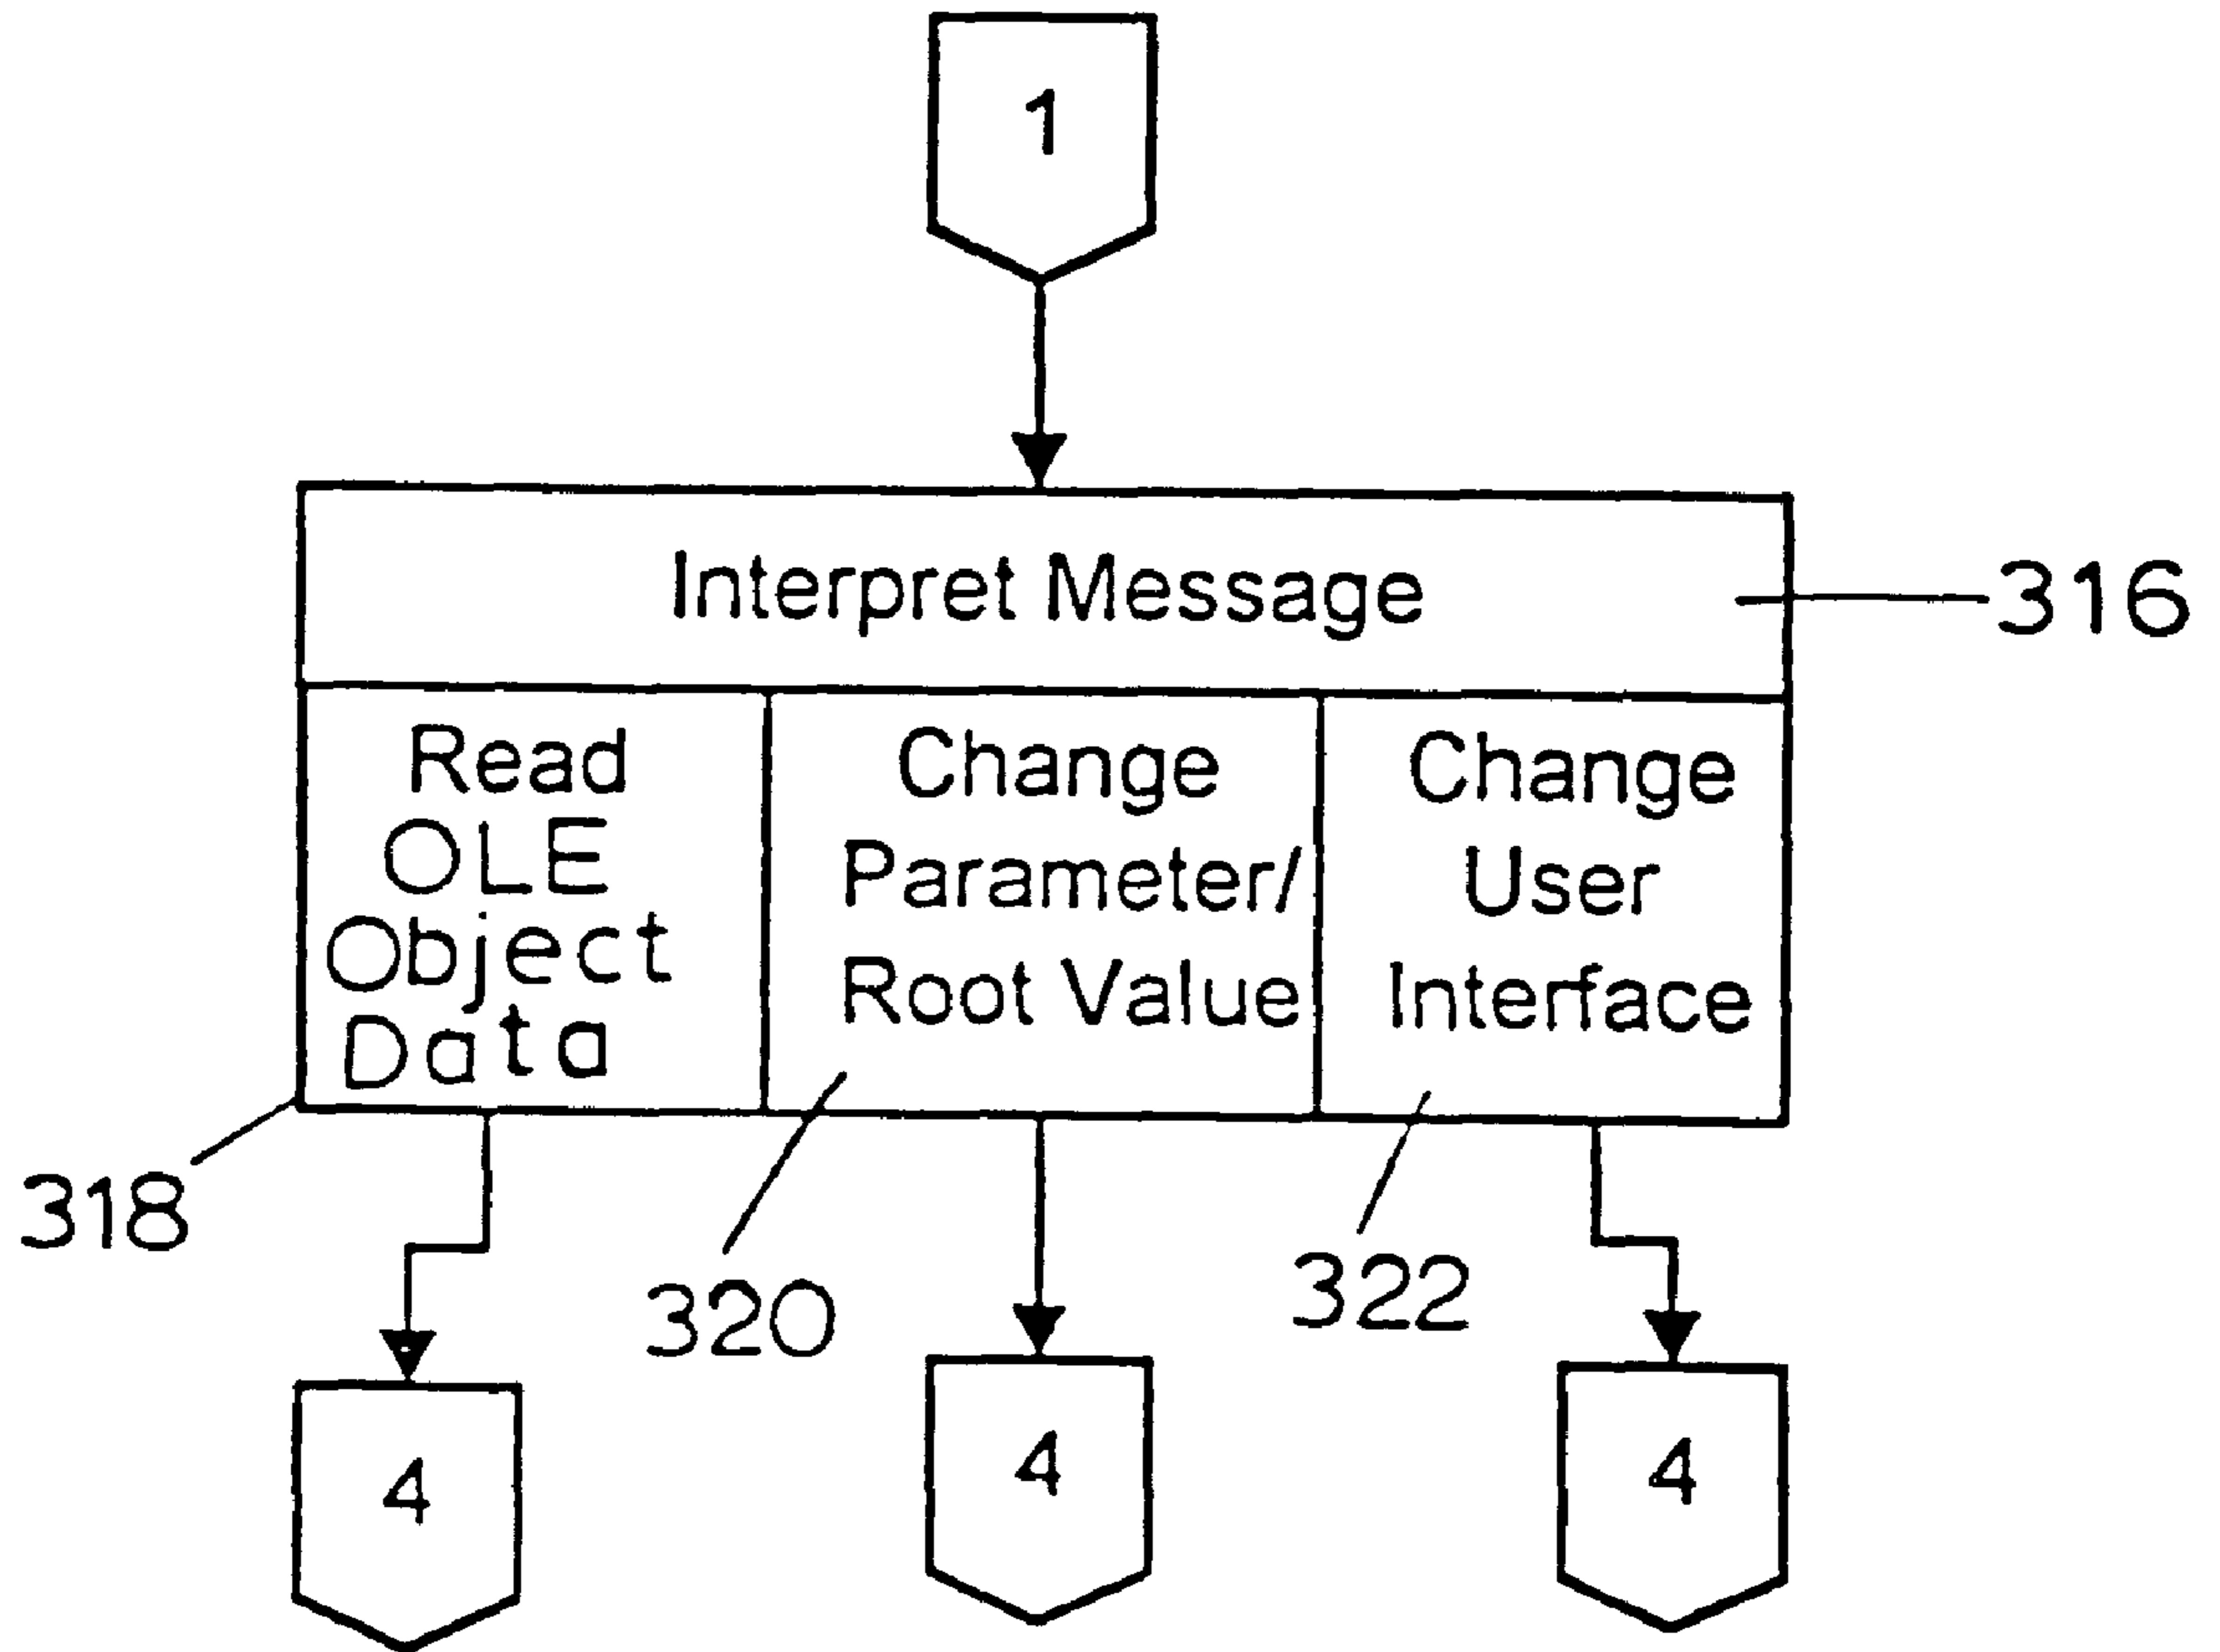 1
Interpret Message
316
Read
OLE
Object
Data
Change
Parameter/
Root Value
Change
User
Interface
318
320
322
4
4
4